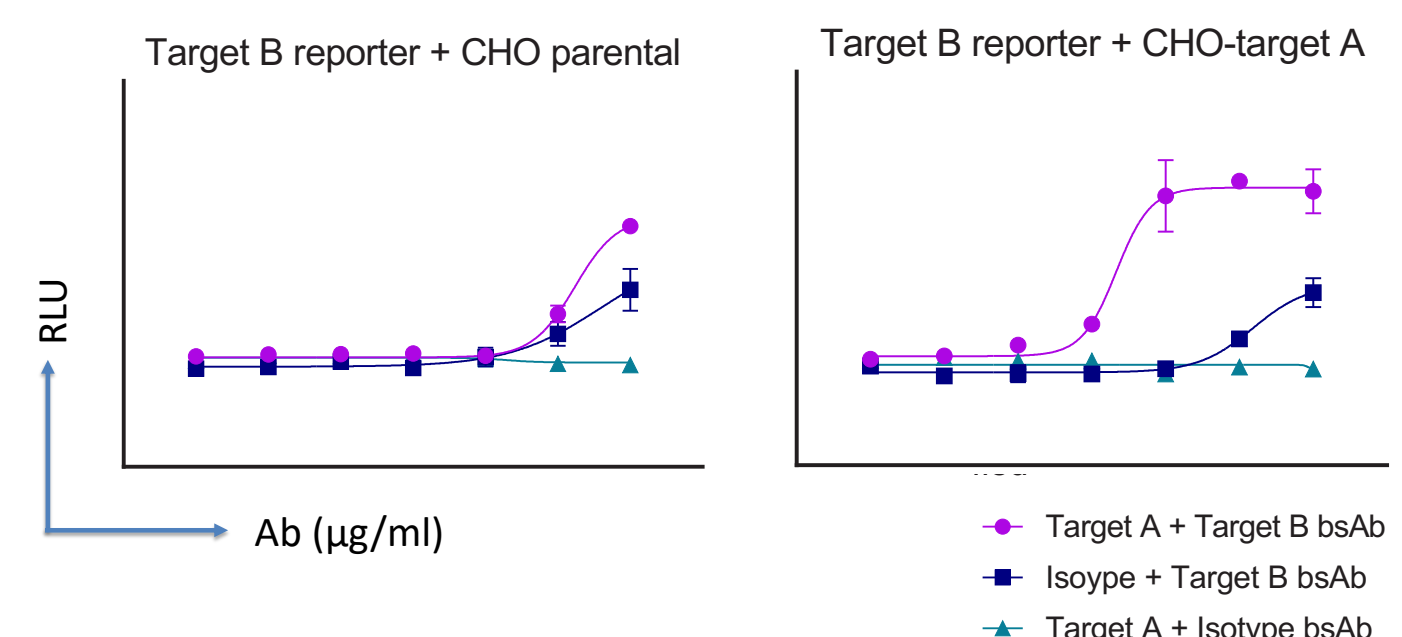 Target B reporter + CHO parental
Target B reporter + CHO-target A
RLU
Ab (µg/ml)
Target A + Target B bsAb
Isoype + Target B bsAb
Target A + Isotype bsAb